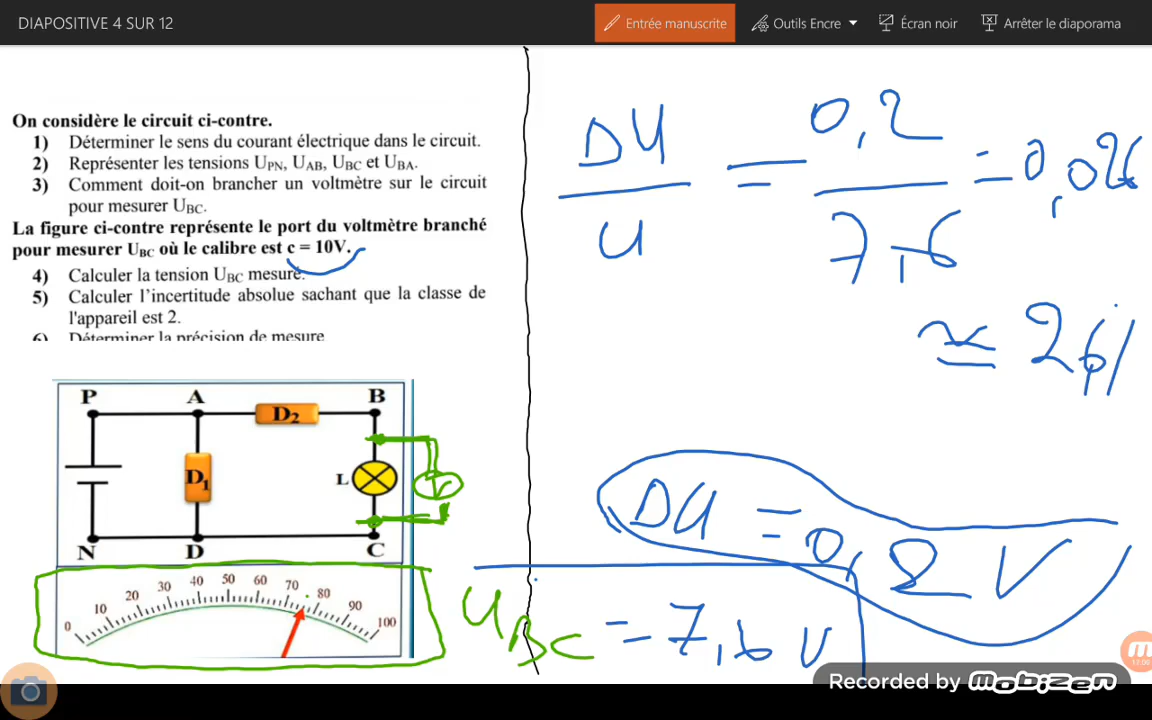 DIAPOSITIVE 4 SUR 12
Entrée manuscrite
Outils Encre
Écran noir
Arrêter le diaporama
On considère le circuit ci-contre.
1) Déterminer le sens du courant électrique dans le circuit.
2) Représenter les tensions UPN, UAB, UBC et UBA.
3) Comment doit-on brancher un voltmètre sur le circuit
pour mesurer UBC.
La figure ci-contre représente le port du voltmètre branché
pour mesurer UBC où le calibre est c = 10V.
4) Calculer la tension UBC mesuré.
5) Calculer l'incertitude absolue sachant que la classe de
l'appareil est 2.
6) Déterminer la précision de mesure
P A B
D2
D1 L V
N D C
0 10 20 30 40 50 60 70 80 90 100
ΔU/U = 0,2/7,6 = 0,026
≃ 2,6%
ΔU = 0,2 V
UBC = 7,6 V
Recorded by mobizen